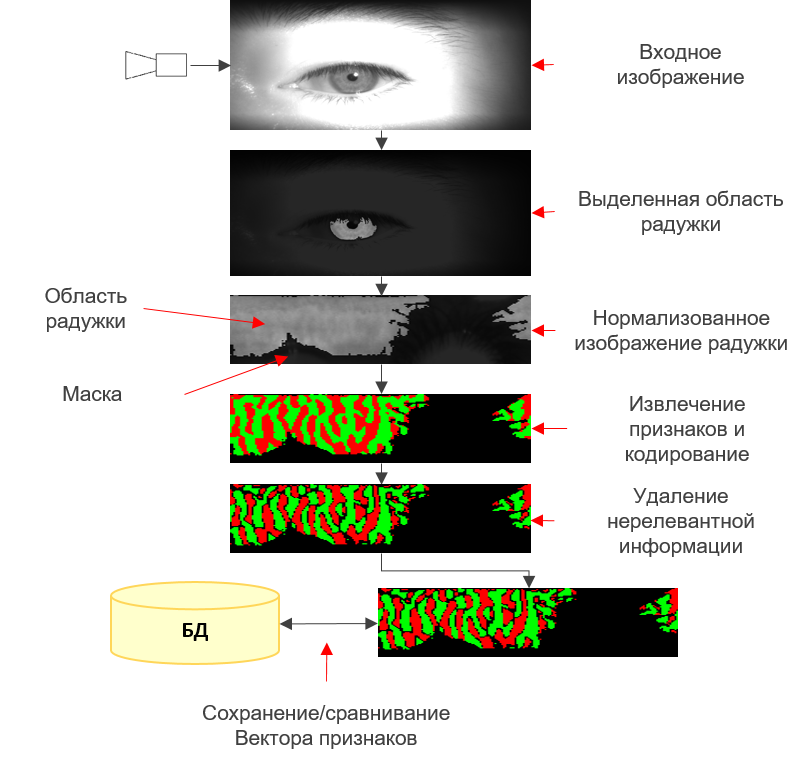 Входное
изображение
Выделенная область
радужки
Область
радужки
Нормализованное
изображение радужки
Маска
Извлечение
признаков и
кодирование
Удаление
нерелевантной
информации
БД
Сохранение/сравнивание
Вектора признаков